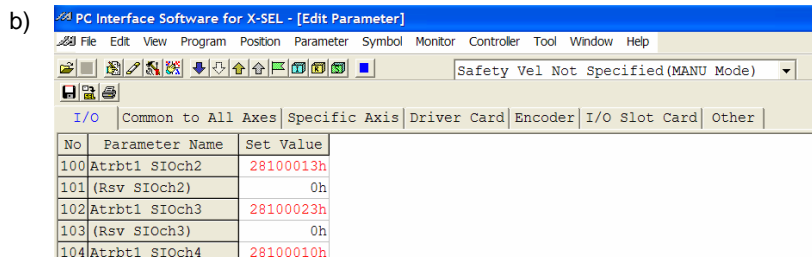 b)
PC Interface Software for X-SEL - [Edit Parameter]
File Edit View Program Position Parameter Symbol Monitor Controller Tool Window Help
Safety Vel Not Specified(MANU Mode)
I/O Common to All Axes Specific Axis Driver Card Encoder I/O Slot Card Other
No Parameter Name Set Value
100 Atrbt1 SIOch2 28100013h
101 (Rsv SIOch2) 0h
102 Atrbt1 SIOch3 28100023h
103 (Rsv SIOch3) 0h
104 Atrbt1 SIOch4 28100010h